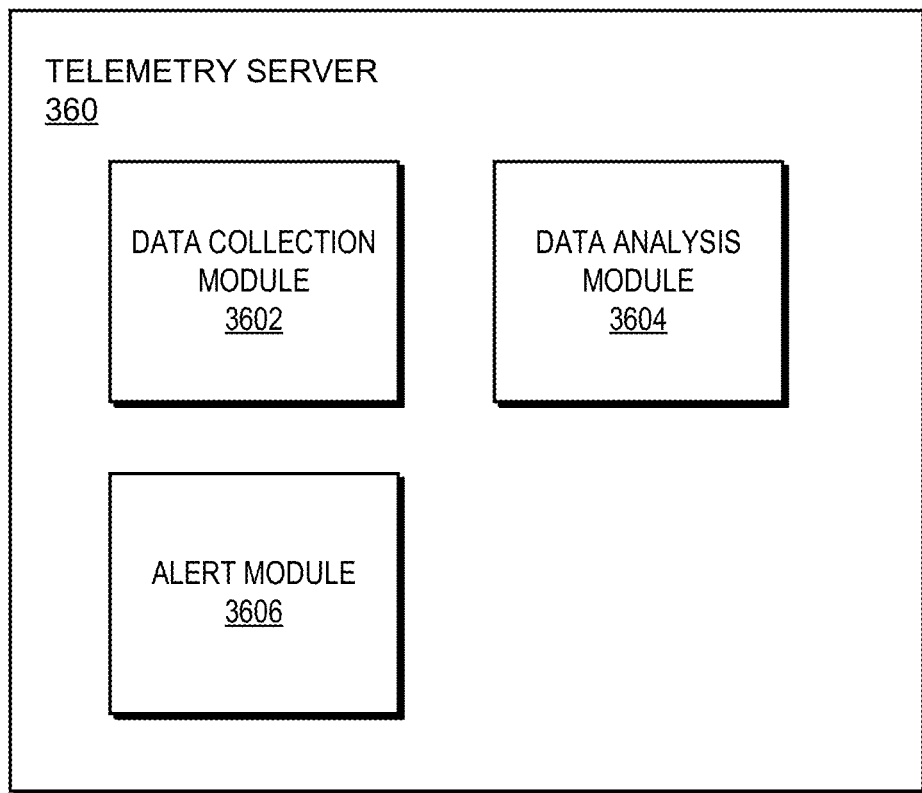 TELEMETRY SERVER
360
DATA COLLECTION
MODULE
3602
DATA ANALYSIS
MODULE
3604
ALERT MODULE
3606